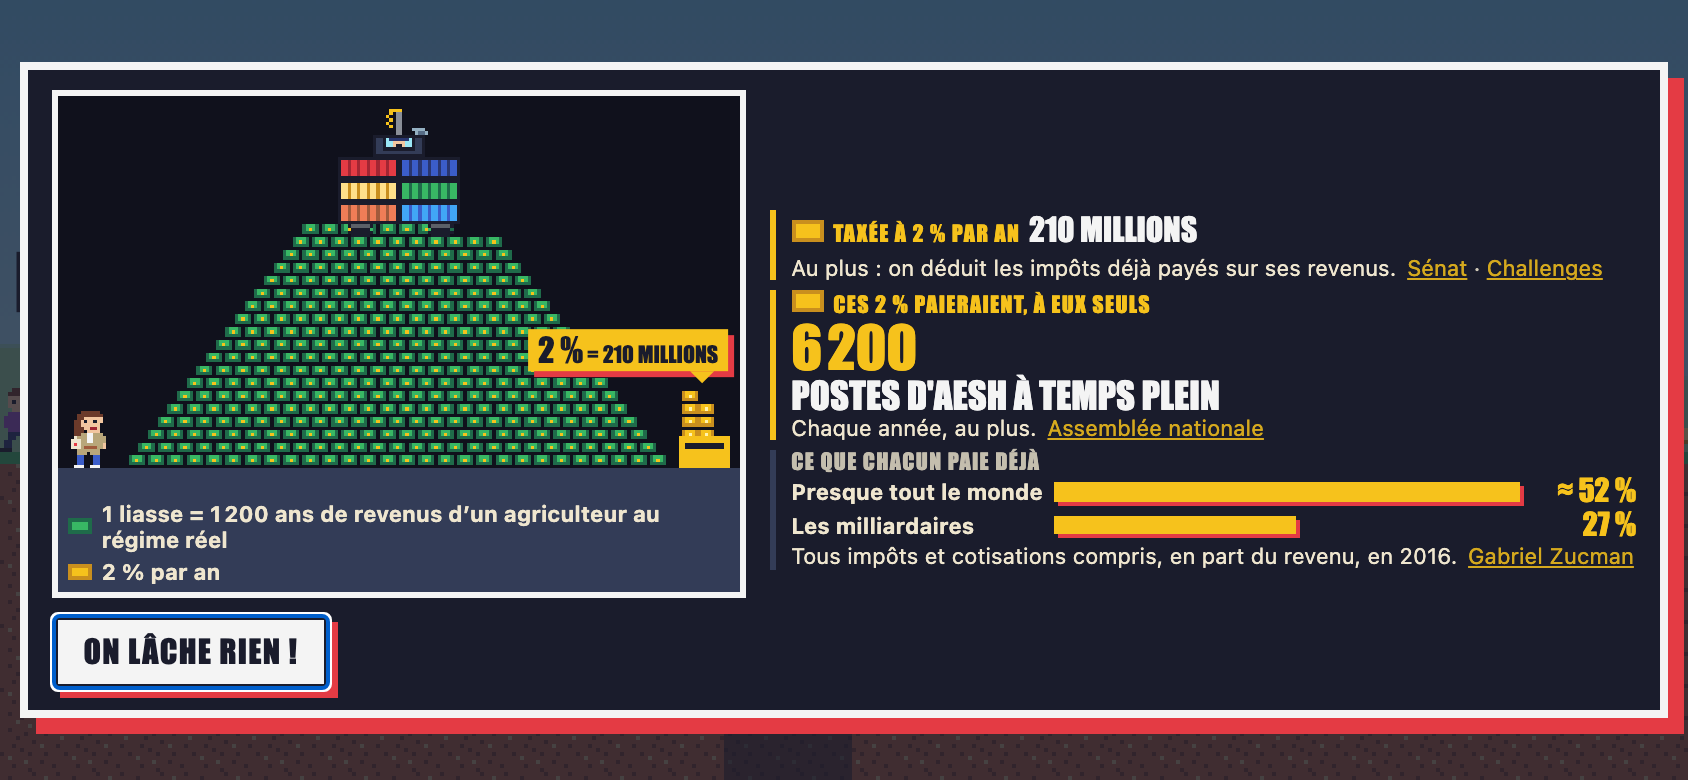 2 % = 210 MILLIONS
1 liasse = 1 200 ans de revenus d’un agriculteur au
régime réel
2 % par an
ON LÂCHE RIEN !
TAXÉE À 2 % PAR AN 210 MILLIONS
Au plus : on déduit les impôts déjà payés sur ses revenus. Sénat · Challenges
CES 2 % PAIERAIENT, À EUX SEULS
6 200
POSTES D'AESH À TEMPS PLEIN
Chaque année, au plus. Assemblée nationale
CE QUE CHACUN PAIE DÉJÀ
Presque tout le monde ≈ 52 %
Les milliardaires 27 %
Tous impôts et cotisations compris, en part du revenu, en 2016. Gabriel Zucman